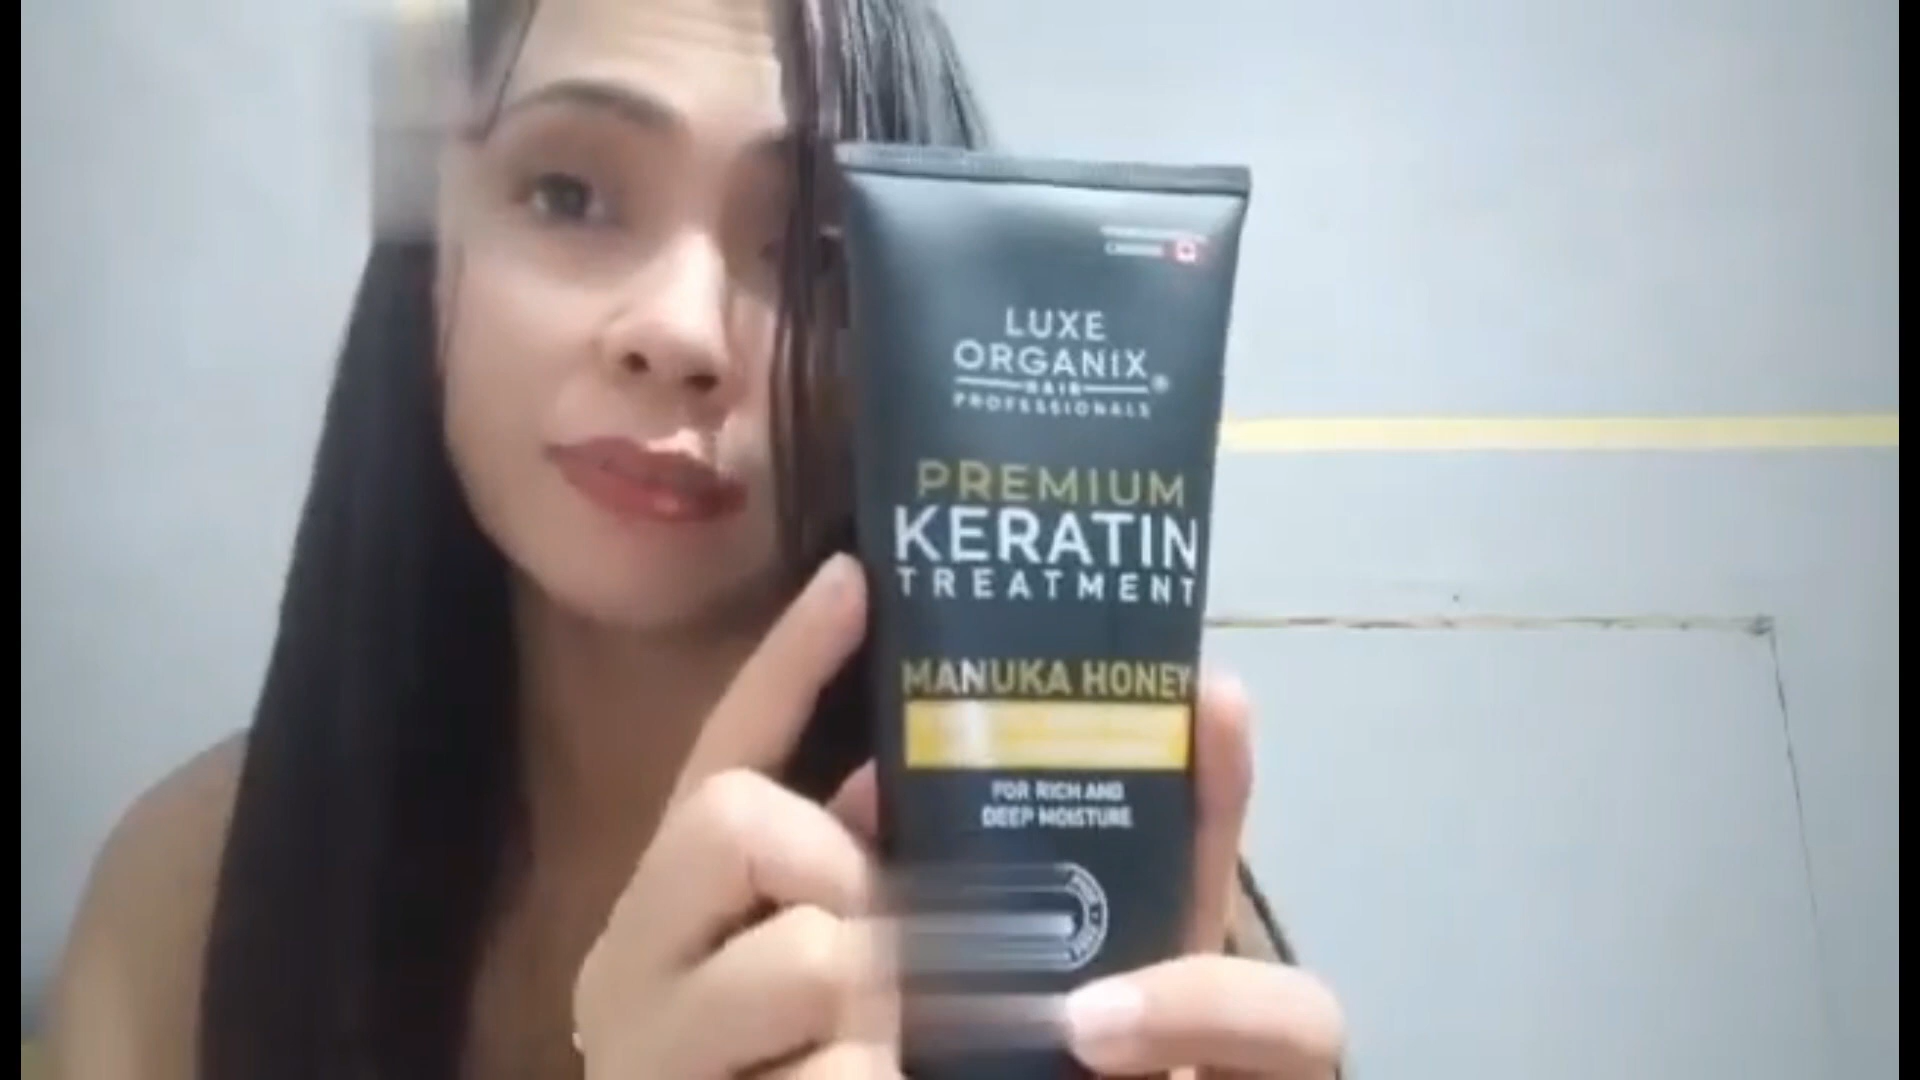 LUXE
ORGANIX®
HAIR
PROFESSIONALS
PREMIUM
KERATIN
TREATMENT
MANUKA HONEY
FOR RICH AND
DEEP MOISTURE